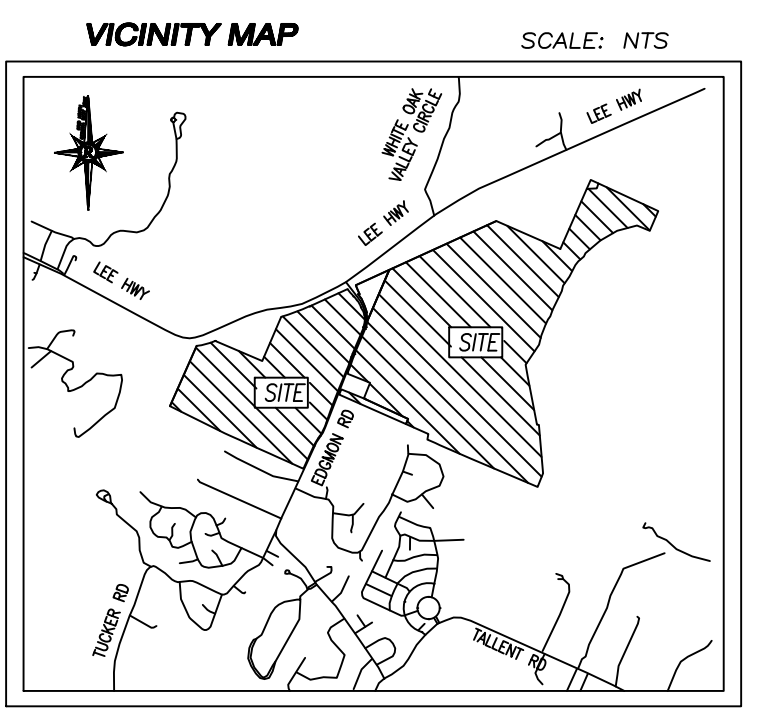 VICINITY MAP
SCALE: NTS
WHITE OAK
VALLEY CIRCLE
LEE HWY
LEE HWY
LEE HWY
SITE
SITE
EDGMON RD
TUCKER RD
TALLENT RD